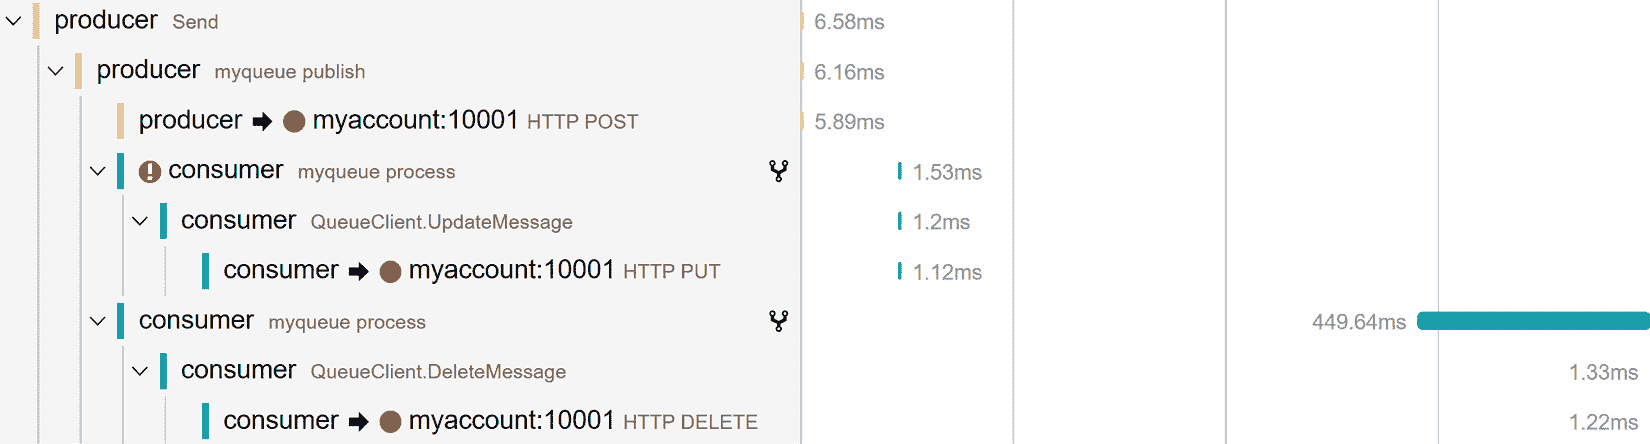 producer Send 6.58ms
producer myqueue publish 6.16ms
producer myaccount:10001 HTTP POST 5.89ms
consumer myqueue process 1.53ms
consumer QueueClient.UpdateMessage 1.2ms
consumer myaccount:10001 HTTP PUT 1.12ms
consumer myqueue process 449.64ms
consumer QueueClient.DeleteMessage 1.33ms
consumer myaccount:10001 HTTP DELETE 1.22ms